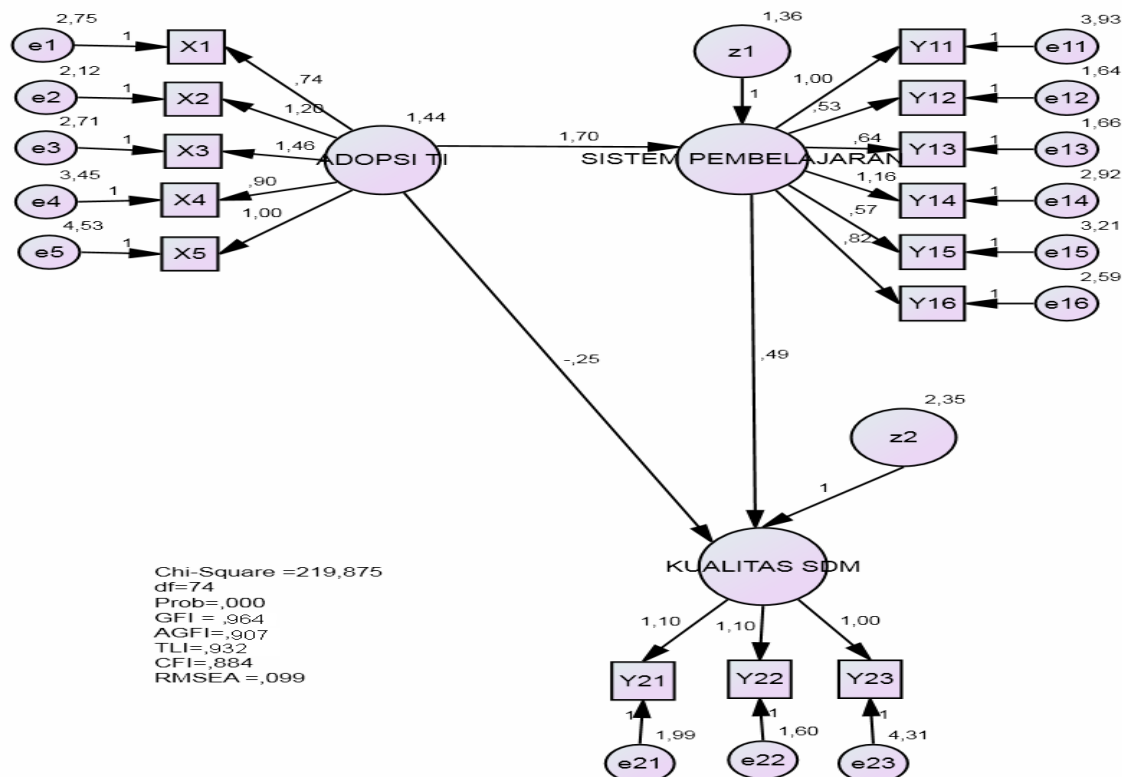 2,75
e1
1
X1
2,12
e2
1
X2
2,71
e3
1
X3
3,45
e4
1
X4
4,53
e5
1
X5
,74
1,20
1,46
,90
1,00
1,44
ADOPSI TI
1,70
-,25
1,36
z1
1
SISTEM PEMBELAJARAN
1,00
,53
,64
1,16
,57
,82
Y11
1
e11
3,93
Y12
1
e12
1,64
Y13
1
e13
1,66
Y14
1
e14
2,92
Y15
1
e15
3,21
Y16
1
e16
2,59
,49
2,35
z2
1
KUALITAS SDM
1,10
1,10
1,00
Y21
Y22
Y23
1
1
1
1,99
1,60
4,31
e21
e22
e23
Chi-Square =219,875
df=74
Prob=,000
GFI = ,964
AGFI=,907
TLI=,932
CFI=,884
RMSEA =,099